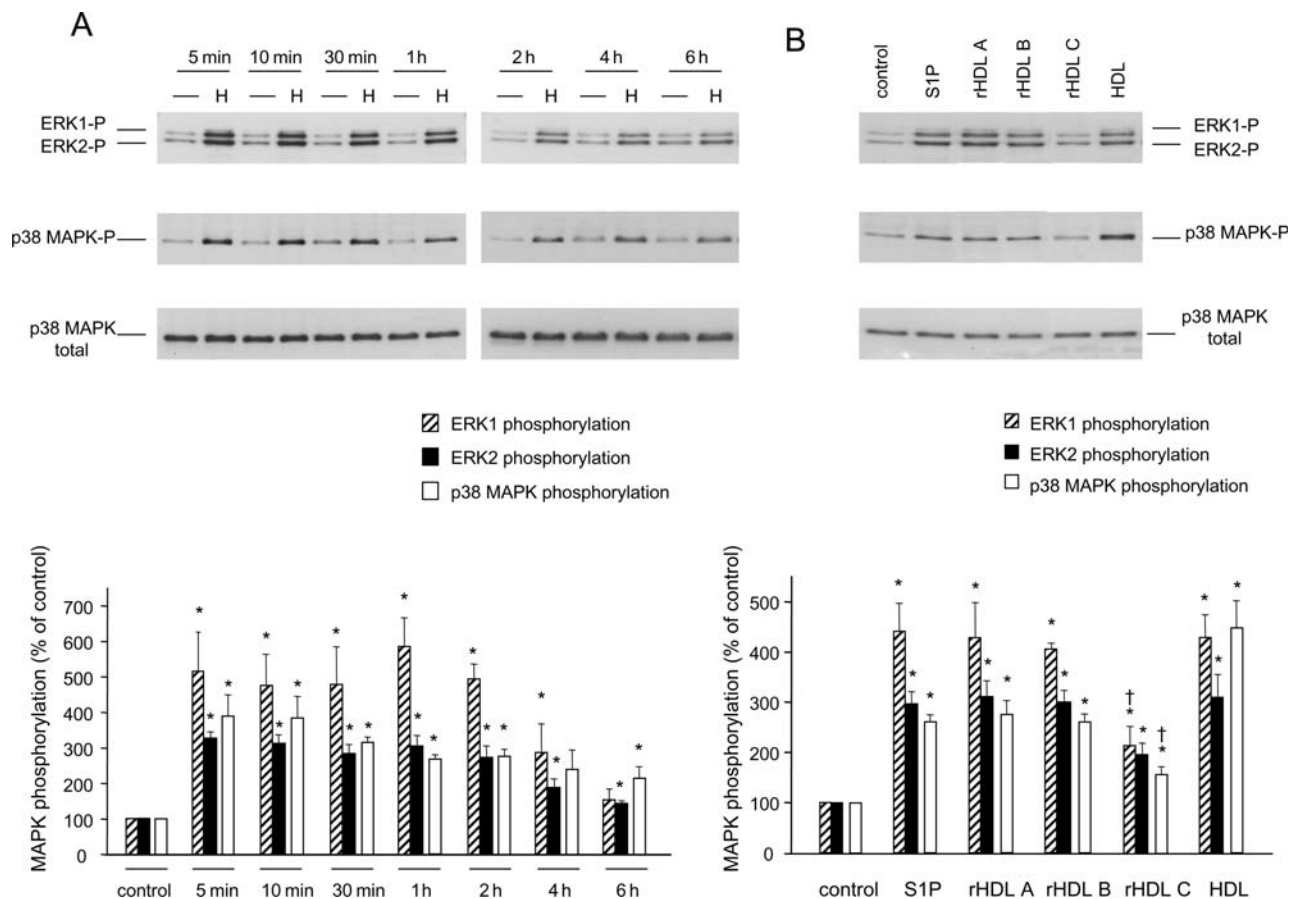 A
5 min 10 min 30 min 1 h 2 h 4 h 6 h
— H — H — H — H — H — H — H
ERK1-P
ERK2-P
p38 MAPK-P
p38 MAPK
total
B
control S1P rHDL A rHDL B rHDL C HDL
ERK1-P
ERK2-P
p38 MAPK-P
p38 MAPK
total
ERK1 phosphorylation
ERK2 phosphorylation
p38 MAPK phosphorylation
ERK1 phosphorylation
ERK2 phosphorylation
p38 MAPK phosphorylation
MAPK phosphorylation (% of control)
700
600
500
400
300
200
100
0
* * * * * * * * * * * * * * * * * * *
control 5 min 10 min 30 min 1 h 2 h 4 h 6 h
MAPK phosphorylation (% of control)
500
400
300
200
100
0
* * * * * * * * * † * * † * * * *
control S1P rHDL A rHDL B rHDL C HDL